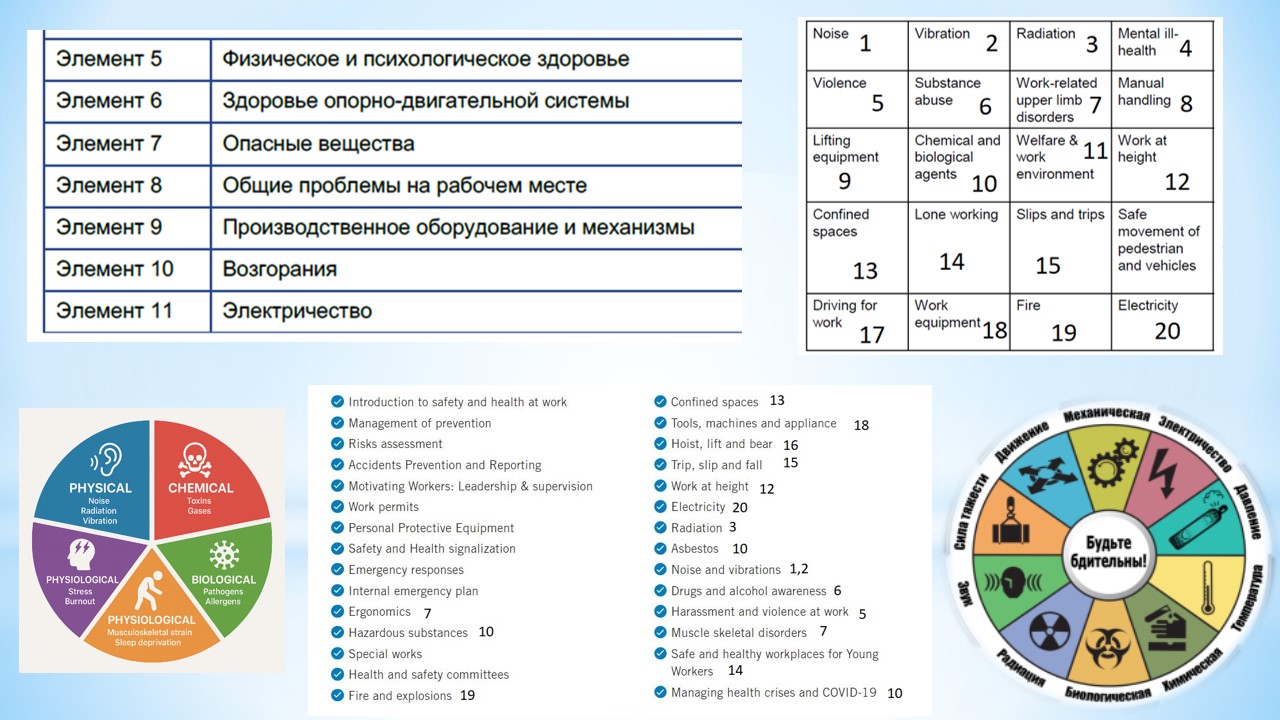 Элемент 5 Физическое и психологическое здоровье
Элемент 6 Здоровье опорно-двигательной системы
Элемент 7 Опасные вещества
Элемент 8 Общие проблемы на рабочем месте
Элемент 9 Производственное оборудование и механизмы
Элемент 10 Возгорания
Элемент 11 Электричество
Noise 1
Vibration 2
Radiation 3
Mental ill-
health 4
Violence
5
Substance
abuse 6
Work-related
upper limb 7
disorders
Manual
handling 8
Lifting
equipment
9
Chemical and
biological
agents 10
Welfare & 11
work
environment
Work at
height
12
Confined
spaces
13
Lone working
14
Slips and trips
15
Safe
movement of
pedestrian
and vehicles
Driving for
work 17
Work
equipment 18
Fire
19
Electricity
20
PHYSICAL
Noise
Radiation
Vibration
CHEMICAL
Toxins
Gases
PHYSIOLOGICAL
Stress
Burnout
BIOLOGICAL
Pathogens
Allergens
PHYSIOLOGICAL
Musculoskeletal strain
Sleep deprivation
Introduction to safety and health at work
Management of prevention
Risks assessment
Accidents Prevention and Reporting
Motivating Workers: Leadership & supervision
Work permits
Personal Protective Equipment
Safety and Health signalization
Emergency responses
Internal emergency plan
Ergonomics 7
Hazardous substances 10
Special works
Health and safety committees
Fire and explosions 19
Confined spaces 13
Tools, machines and appliance 18
Hoist, lift and bear 16
Trip, slip and fall 15
Work at height 12
Electricity 20
Radiation 3
Asbestos 10
Noise and vibrations 1,2
Drugs and alcohol awareness 6
Harassment and violence at work 5
Muscle skeletal disorders 7
Safe and healthy workplaces for Young
Workers 14
Managing health crises and COVID-19 10
Механическая
Электричество
Давление
Температура
Химическая
Биологическая
Радиация
Звук
Сила тяжести
Движение
Будьте
бдительны!